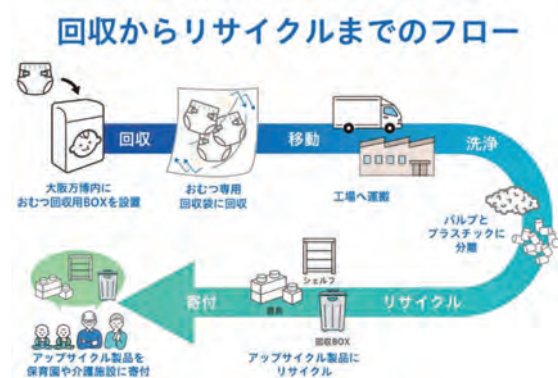 回収からリサイクルまでのフロー
回収
移動
洗浄
大阪万博内に
おむつ回収用BOXを設置
おむつ専用
回収袋に回収
工場へ運搬
パルプと
プラスチックに
分離
リサイクル
シェルフ
回収BOX
アップサイクル製品に
リサイクル
寄付
アップサイクル製品を
保育園や介護施設に寄付